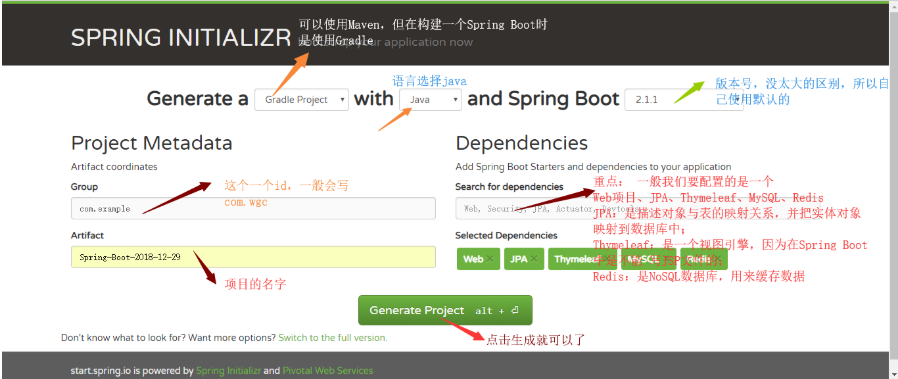 可以使用Maven，但在构建一个Spring Boot时
是使用Gradle
SPRING INITIALIZR your application now
语言选择java
版本号，没太大的区别，所以自
己使用默认的
Generate a Gradle Project with Java and Spring Boot 2.1.1
Project Metadata
Artifact coordinates
Group
com.example
这个一个id，一般会写
com.wgc
Artifact
Spring-Boot-2018-12-29
项目的名字
Dependencies
Add Spring Boot Starters and dependencies to your application
Search for dependencies
Web, Security, JPA, Actuator, Devtools...
重点： 一般我们要配置的是一个
Web项目、JPA、Thymeleaf、MySQL、Redis
JPA：是描述对象与表的映射关系，并把实体对象
映射到数据库中；
Thymeleaf：是一个视图引擎，因为在Spring Boot
Redis：是NoSQL数据库，用来缓存数据
Selected Dependencies
Web × JPA × Thymeleaf MySQL
Generate Project alt + ⏎
点击生成就可以了
Don't know what to look for? Want more options? Switch to the full version.
start.spring.io is powered by Spring Initializr and Pivotal Web Services